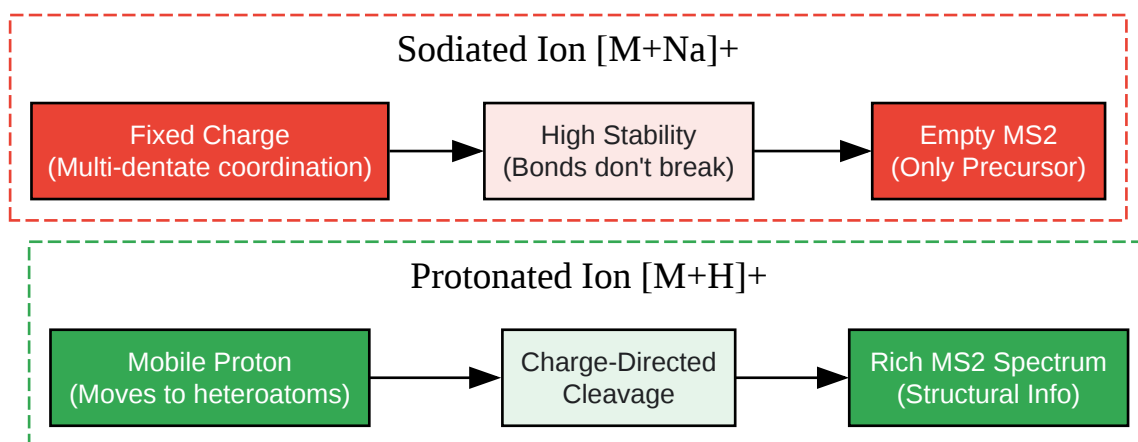 Sodiated Ion [M+Na]+
Fixed Charge
(Multi-dentate coordination)
High Stability
(Bonds don't break)
Empty MS2
(Only Precursor)
Protonated Ion [M+H]+
Mobile Proton
(Moves to heteroatoms)
Charge-Directed
Cleavage
Rich MS2 Spectrum
(Structural Info)